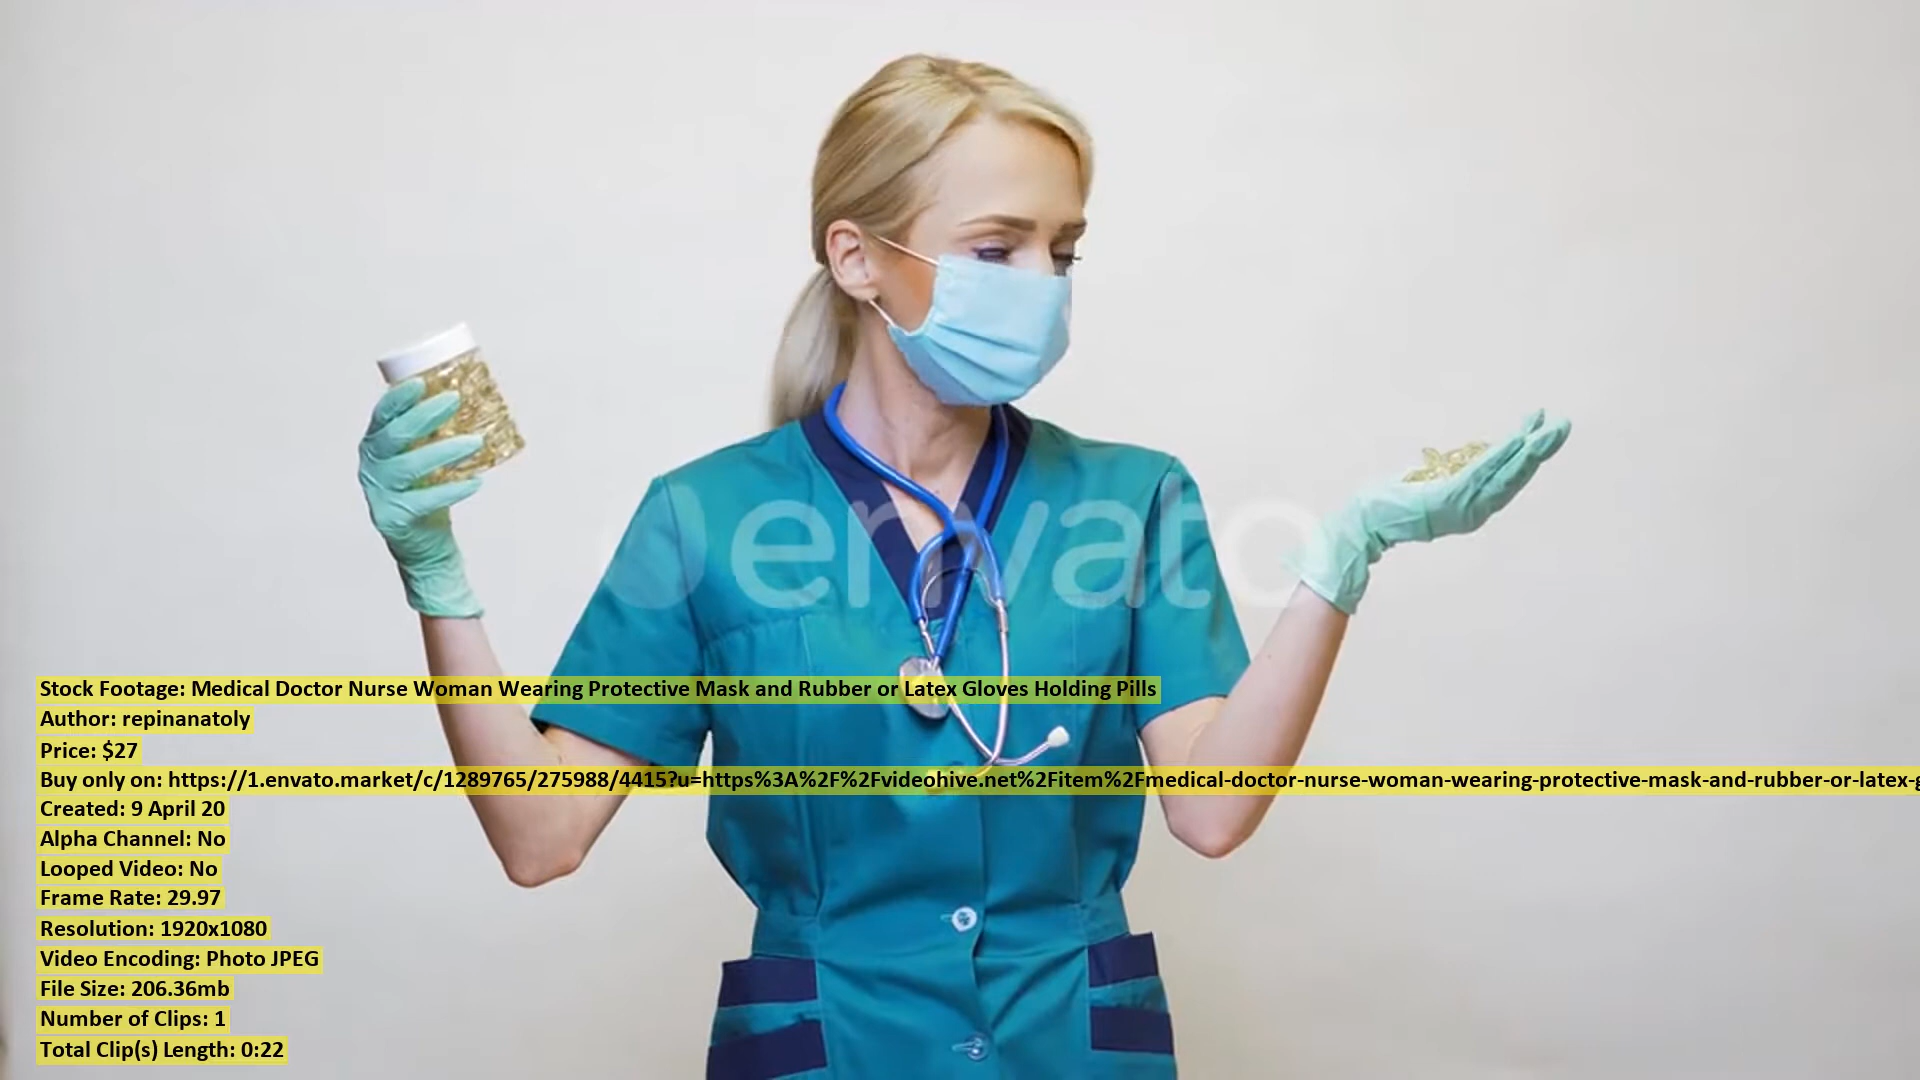 envato
Stock Footage: Medical Doctor Nurse Woman Wearing Protective Mask and Rubber or Latex Gloves Holding Pills
Author: repinanatoly
Price: $27
Buy only on: https://1.envato.market/c/1289765/275988/4415?u=https%3A%2F%2Fvideohive.net%2Fitem%2Fmedical-doctor-nurse-woman-wearing-protective-mask-and-rubber-or-latex-g
Created: 9 April 20
Alpha Channel: No
Looped Video: No
Frame Rate: 29.97
Resolution: 1920x1080
Video Encoding: Photo JPEG
File Size: 206.36mb
Number of Clips: 1
Total Clip(s) Length: 0:22